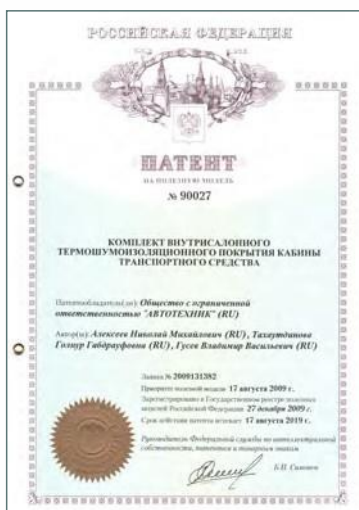 РОССИЙСКАЯ ФЕДЕРАЦИЯ
ПАТЕНТ
НА ПОЛЕЗНУЮ МОДЕЛЬ
№ 90027
КОМПЛЕКТ ВНУТРИСАЛОННОГО
ТЕРМОШУМОИЗОЛЯЦИОННОГО ПОКРЫТИЯ КАБИНЫ
ТРАНСПОРТНОГО СРЕДСТВА
Патентообладатель(ли): Общество с ограниченной
ответственностью "АВТОТЕХНИК" (RU)
Автор(ы): Алексеев Николай Михайлович (RU), Тахаутдинова
Голнур Габдрауфовна (RU), Гусев Владимир Васильевич (RU)
Заявка № 2009131382
Приоритет полезной модели 17 августа 2009 г.
Зарегистрировано в Государственном реестре полезных
моделей Российской Федерации 27 декабря 2009 г.
Срок действия патента истекает 17 августа 2019 г.
Руководитель Федеральной службы по интеллектуальной
собственности, патентам и товарным знакам
Б.П. Симонов